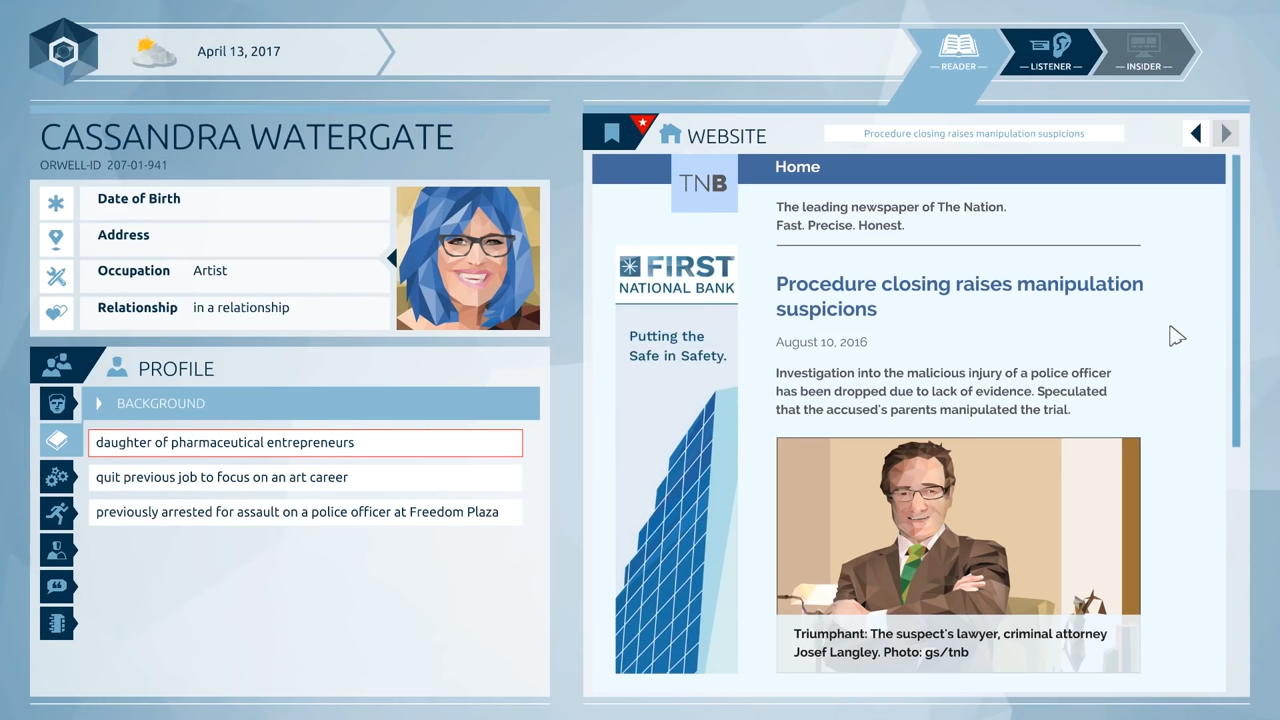 April 13, 2017
— READER —
— LISTENER —
— INSIDER —
CASSANDRA WATERGATE
ORWELL-ID 207-01-941
Date of Birth
Address
Occupation Artist
Relationship in a relationship
PROFILE
BACKGROUND
daughter of pharmaceutical entrepreneurs
quit previous job to focus on an art career
previously arrested for assault on a police officer at Freedom Plaza
WEBSITE
Procedure closing raises manipulation suspicions
TNB
Home
The leading newspaper of The Nation.
Fast. Precise. Honest.
FIRST
NATIONAL BANK
Putting the
Safe in Safety.
Procedure closing raises manipulation
suspicions
August 10, 2016
Investigation into the malicious injury of a police officer
has been dropped due to lack of evidence. Speculated
that the accused's parents manipulated the trial.
Triumphant: The suspect's lawyer, criminal attorney
Josef Langley. Photo: gs/tnb